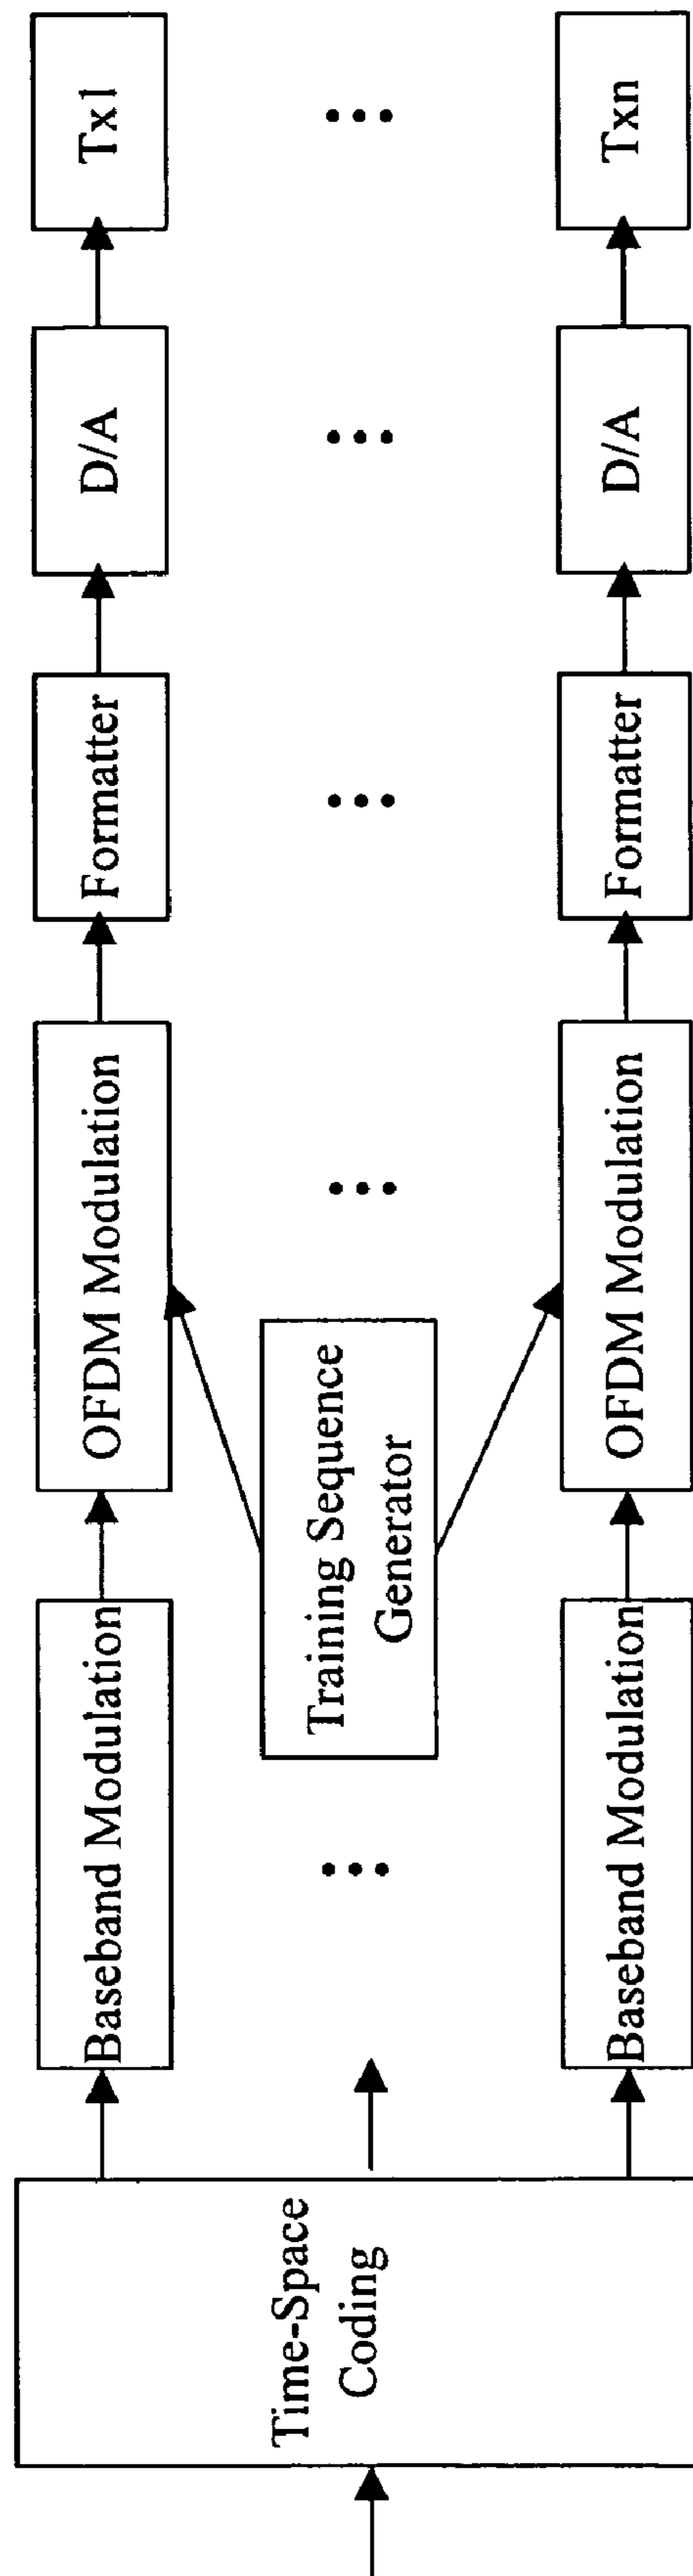 Time-Space
Coding
Baseband Modulation
OFDM Modulation
Formatter
D/A
Tx1
Training Sequence
Generator
Baseband Modulation
OFDM Modulation
Formatter
D/A
Txn